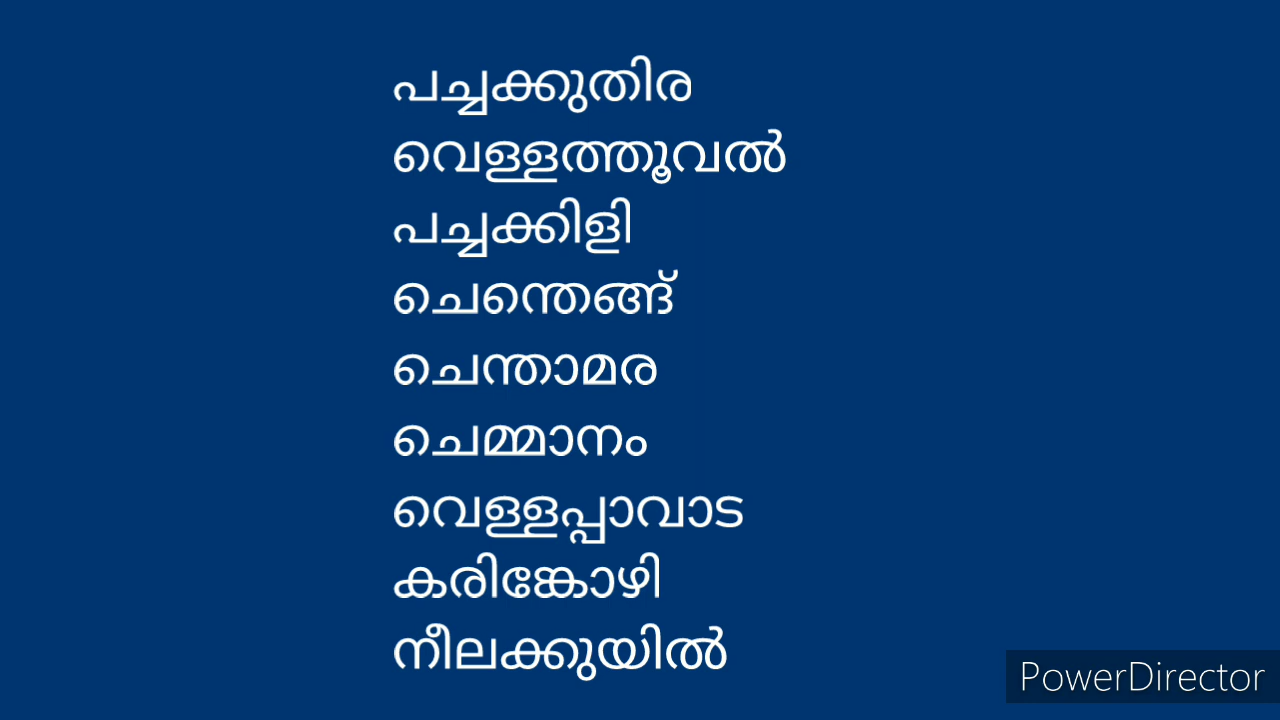 പച്ചക്കുതിര
വെള്ളത്തൂവൽ
പച്ചക്കിളി
ചെന്തെങ്ങ്
ചെന്താമര
ചെമ്മാനം
വെള്ളപ്പാവാട
കരിങ്കോഴി
നീലക്കുയിൽ
PowerDirector